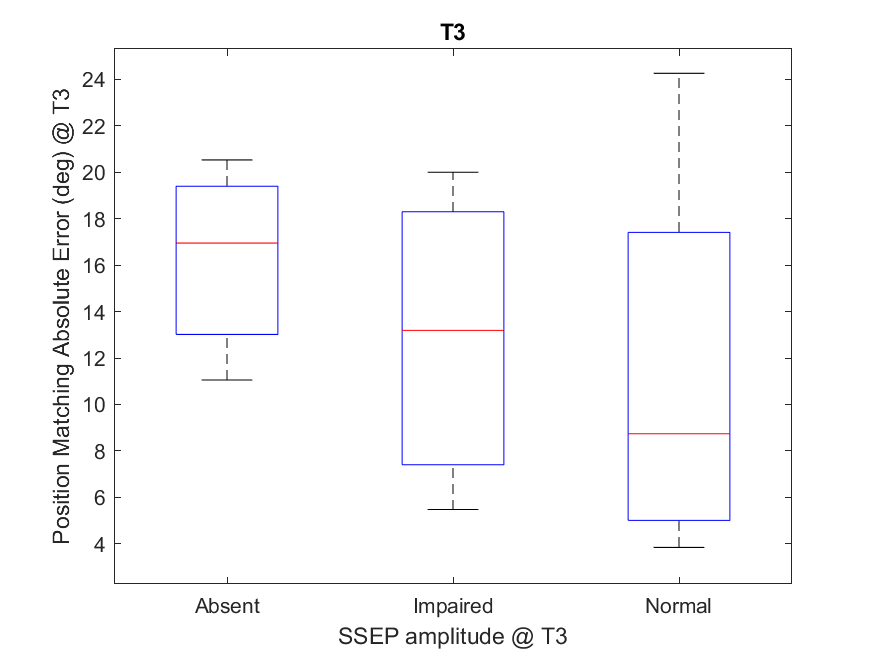 T3
Position Matching Absolute Error (deg) @ T3
24
22
20
18
16
14
12
10
8
6
4
Absent Impaired Normal
SSEP amplitude @ T3